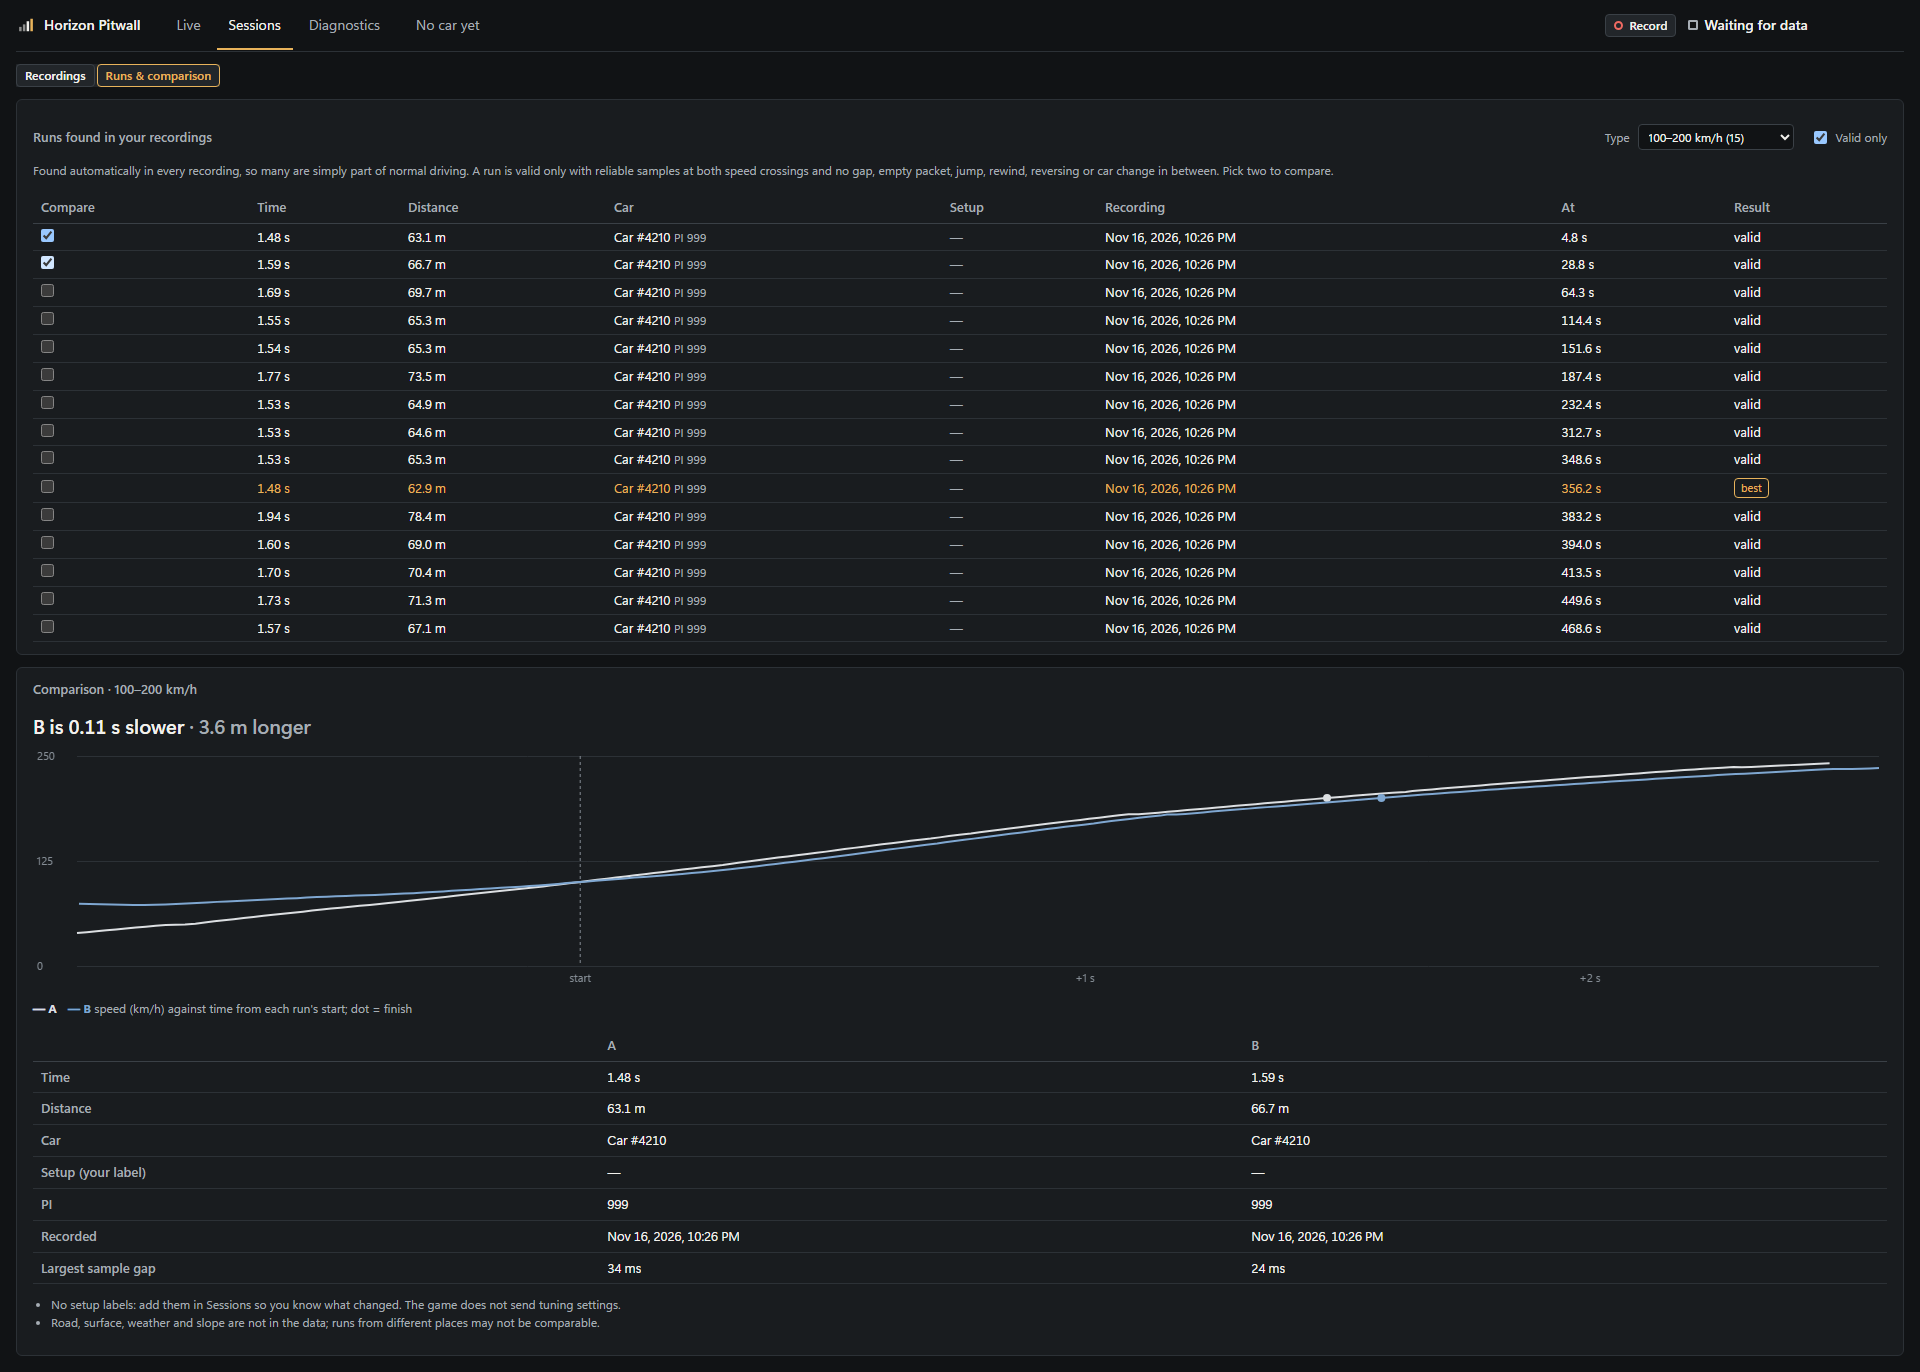 Horizon Pitwall Live Sessions Diagnostics No car yet Record Waiting for data
Recordings Runs & comparison
Runs found in your recordings Type 100–200 km/h (15) Valid only
Found automatically in every recording, so many are simply part of normal driving. A run is valid only with reliable samples at both speed crossings and no gap, empty packet, jump, rewind, reversing or car change in between. Pick two to compare.
Compare Time Distance Car Setup Recording At Result
1.48 s 63.1 m Car #4210 PI 999 — Nov 16, 2026, 10:26 PM 4.8 s valid
1.59 s 66.7 m Car #4210 PI 999 — Nov 16, 2026, 10:26 PM 28.8 s valid
1.69 s 69.7 m Car #4210 PI 999 — Nov 16, 2026, 10:26 PM 64.3 s valid
1.55 s 65.3 m Car #4210 PI 999 — Nov 16, 2026, 10:26 PM 114.4 s valid
1.54 s 65.3 m Car #4210 PI 999 — Nov 16, 2026, 10:26 PM 151.6 s valid
1.77 s 73.5 m Car #4210 PI 999 — Nov 16, 2026, 10:26 PM 187.4 s valid
1.53 s 64.9 m Car #4210 PI 999 — Nov 16, 2026, 10:26 PM 232.4 s valid
1.53 s 64.6 m Car #4210 PI 999 — Nov 16, 2026, 10:26 PM 312.7 s valid
1.53 s 65.3 m Car #4210 PI 999 — Nov 16, 2026, 10:26 PM 348.6 s valid
1.48 s 62.9 m Car #4210 PI 999 — Nov 16, 2026, 10:26 PM 356.2 s best
1.94 s 78.4 m Car #4210 PI 999 — Nov 16, 2026, 10:26 PM 383.2 s valid
1.60 s 69.0 m Car #4210 PI 999 — Nov 16, 2026, 10:26 PM 394.0 s valid
1.70 s 70.4 m Car #4210 PI 999 — Nov 16, 2026, 10:26 PM 413.5 s valid
1.73 s 71.3 m Car #4210 PI 999 — Nov 16, 2026, 10:26 PM 449.6 s valid
1.57 s 67.1 m Car #4210 PI 999 — Nov 16, 2026, 10:26 PM 468.6 s valid
Comparison · 100–200 km/h
B is 0.11 s slower · 3.6 m longer
250
125
0
start +1 s +2 s
A B speed (km/h) against time from each run's start; dot = finish
A B
Time 1.48 s 1.59 s
Distance 63.1 m 66.7 m
Car Car #4210 Car #4210
Setup (your label) — —
PI 999 999
Recorded Nov 16, 2026, 10:26 PM Nov 16, 2026, 10:26 PM
Largest sample gap 34 ms 24 ms
• No setup labels: add them in Sessions so you know what changed. The game does not send tuning settings.
• Road, surface, weather and slope are not in the data; runs from different places may not be comparable.